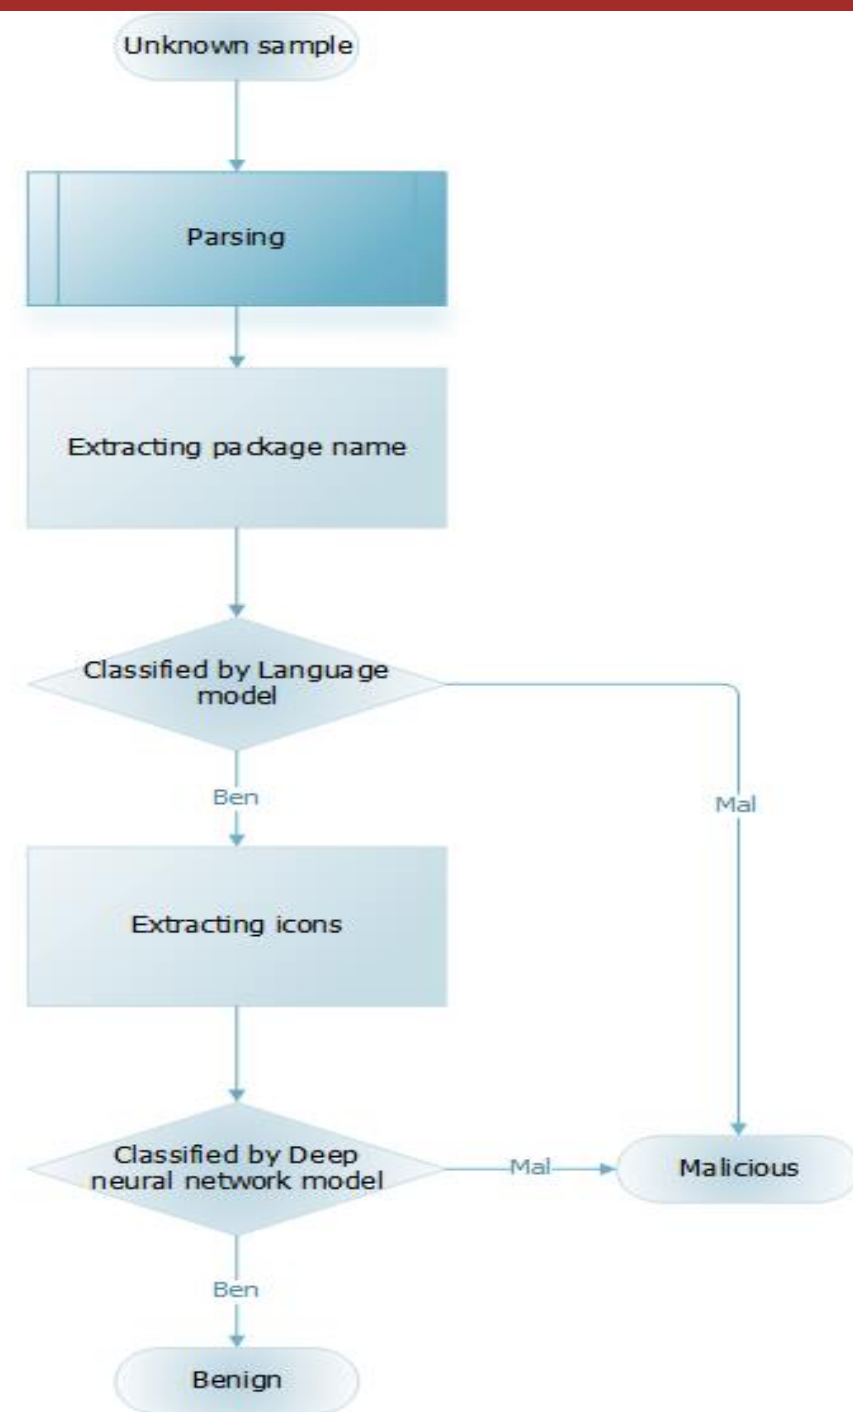 Unknown sample
Parsing
Extracting package name
Classified by Language
model
Ben
Mal
Extracting icons
Classified by Deep
neural network model
Mal
Malicious
Ben
Benign